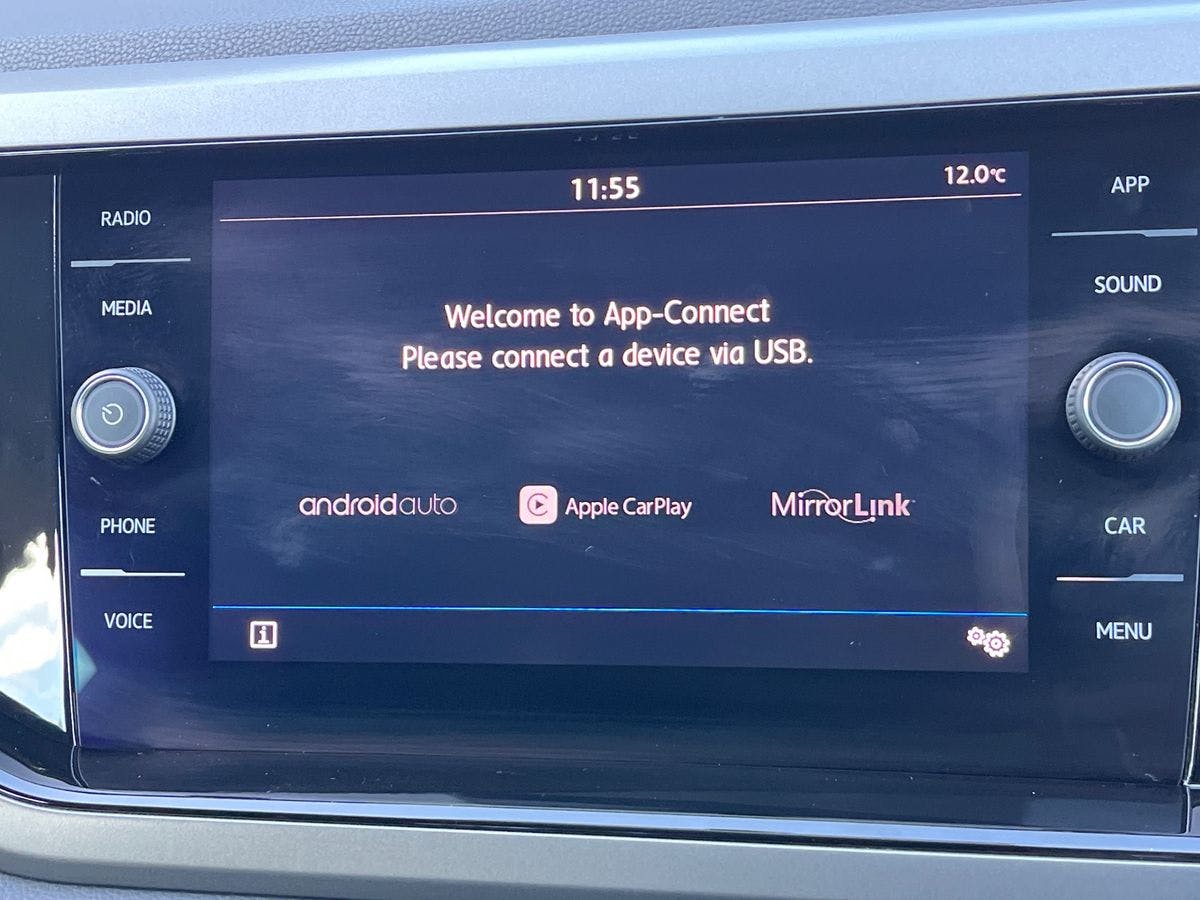 RADIO
MEDIA
PHONE
VOICE
11:55
12.0°C
Welcome to App-Connect
Please connect a device via USB.
androidauto
Apple CarPlay
MirrorLink™
i
APP
SOUND
CAR
MENU